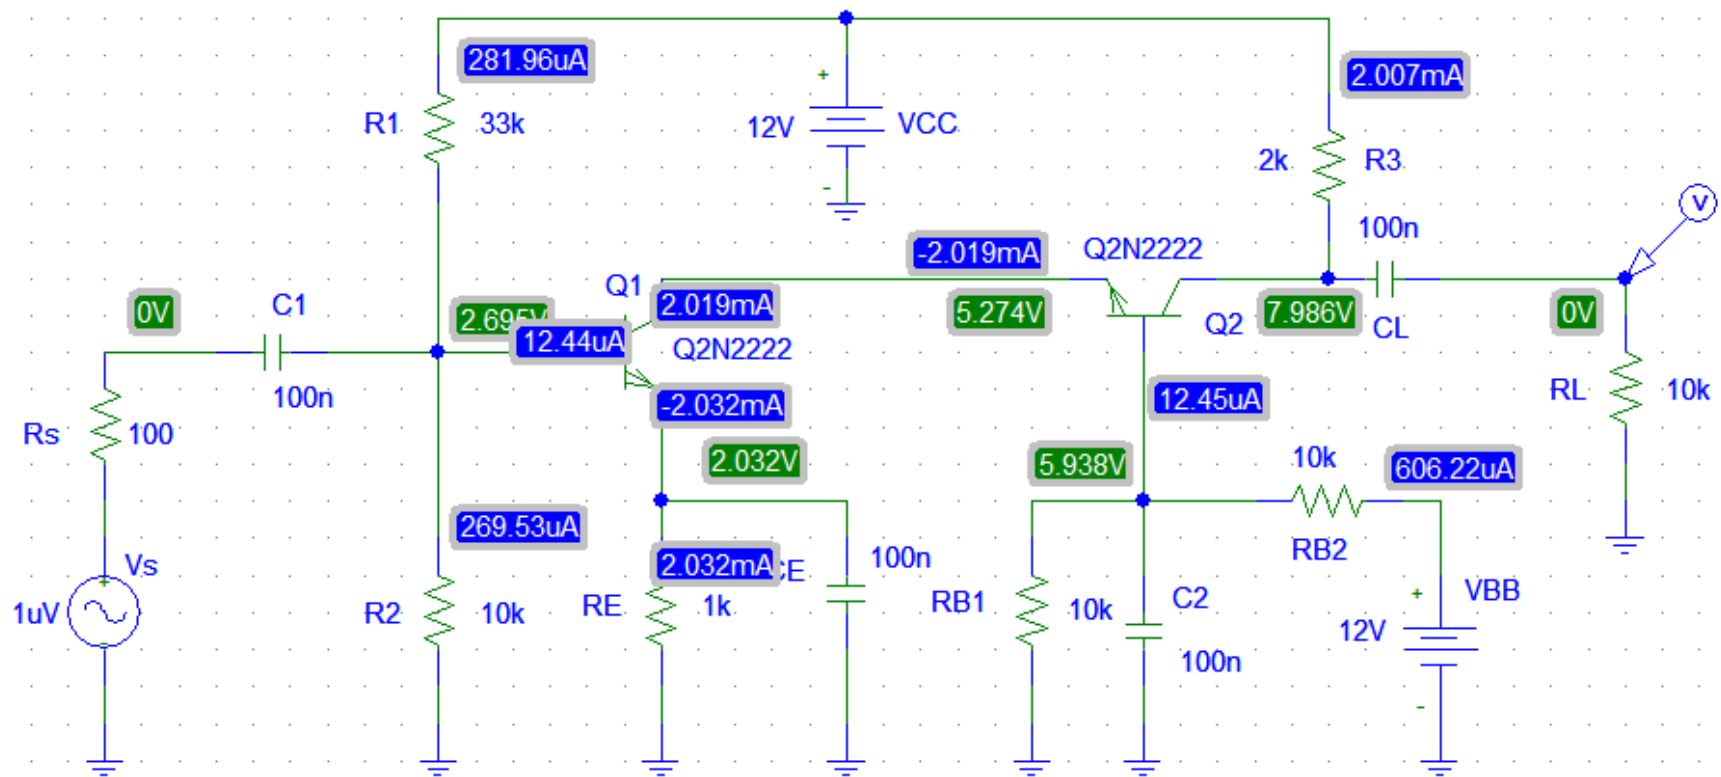 281.96uA
2.007mA
R1
33k
12V
VCC
2k
R3
V
100n
-2.019mA
Q2N2222
0V
C1
Q1
2.019mA
5.274V
Q2
7.986V
CL
0V
2.695V
12.44uA
Q2N2222
100n
-2.032mA
12.45uA
RL
10k
Rs
100
2.032V
5.938V
10k
606.22uA
269.53uA
RB2
Vs
1uV
2.032mA
CE
100n
R2
10k
RE
1k
RB1
10k
C2
100n
12V
VBB